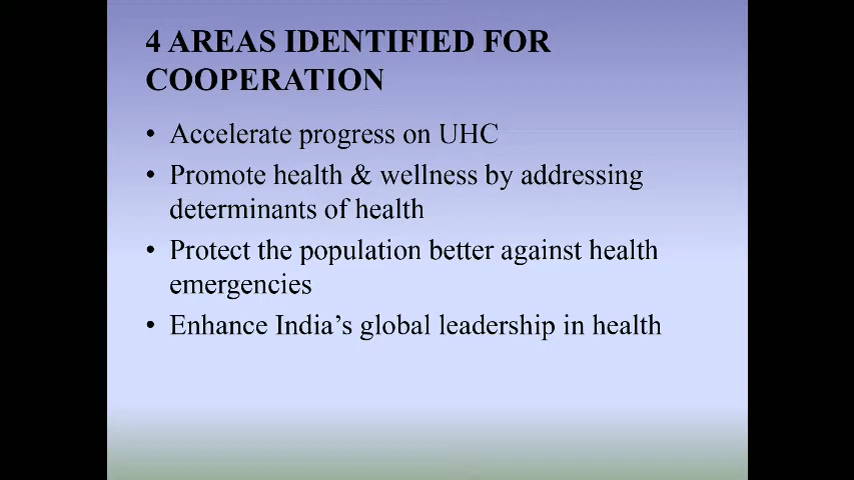 4 AREAS IDENTIFIED FOR
COOPERATION
• Accelerate progress on UHC
• Promote health & wellness by addressing
determinants of health
• Protect the population better against health
emergencies
• Enhance India’s global leadership in health